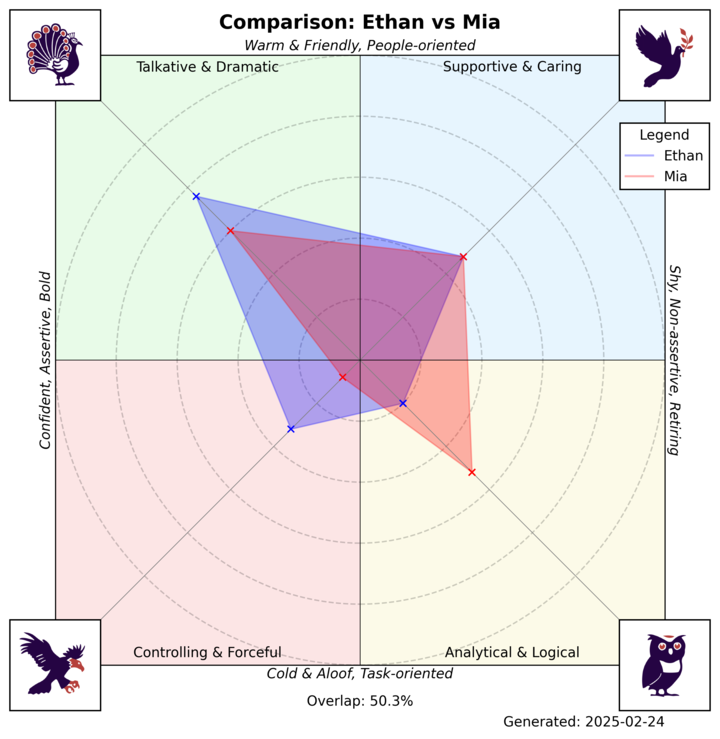 Comparison: Ethan vs Mia
Warm & Friendly, People-oriented
Talkative & Dramatic
Supportive & Caring
Legend
Ethan
Mia
Confident, Assertive, Bold
Shy, Non-assertive, Retiring
Controlling & Forceful
Analytical & Logical
Cold & Aloof, Task-oriented
Overlap: 50.3%
Generated: 2025-02-24